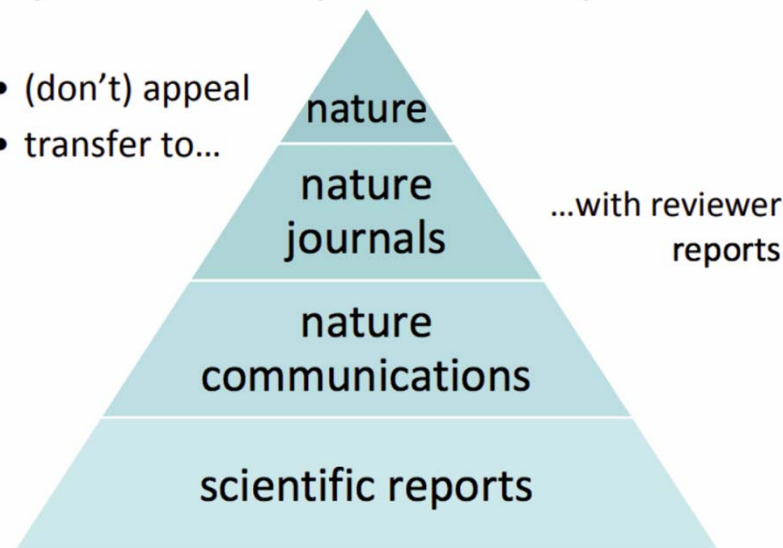 • (don't) appeal
• transfer to...
nature
nature
journals
...with reviewer
reports
nature
communications
scientific reports